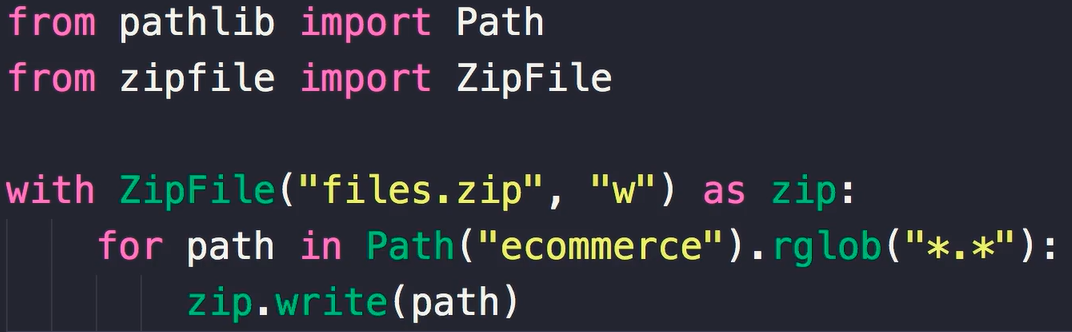 from pathlib import Path
from zipfile import ZipFile

with ZipFile("files.zip", "w") as zip:
    for path in Path("ecommerce").rglob("*.*"):
        zip.write(path)